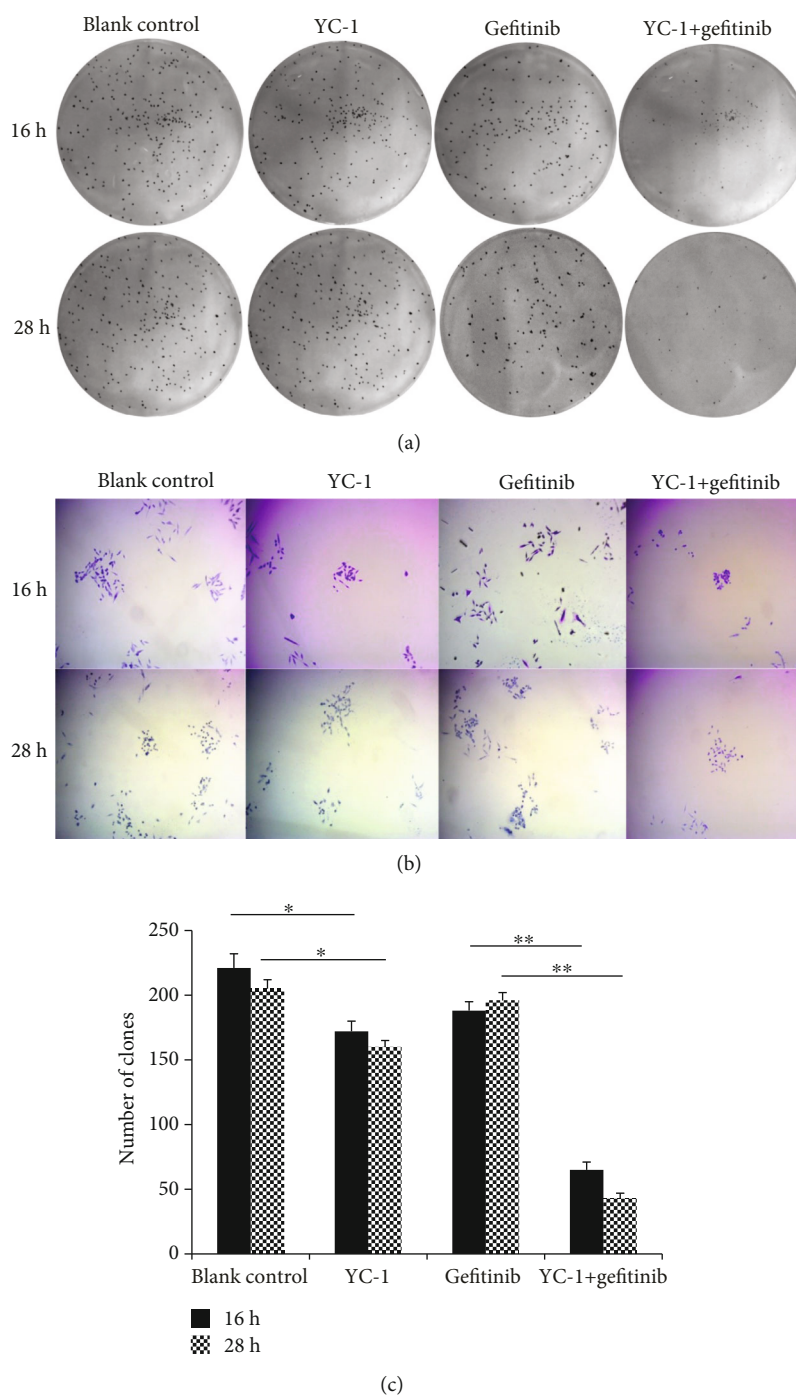 Blank control YC-1 Gefitinib YC-1+gefitinib
16 h
28 h
(a)
Blank control YC-1 Gefitinib YC-1+gefitinib
16 h
28 h
(b)
* **
* **
250
200
150
100
50
0
Number of clones
Blank control YC-1 Gefitinib YC-1+gefitinib
16 h
28 h
(c)